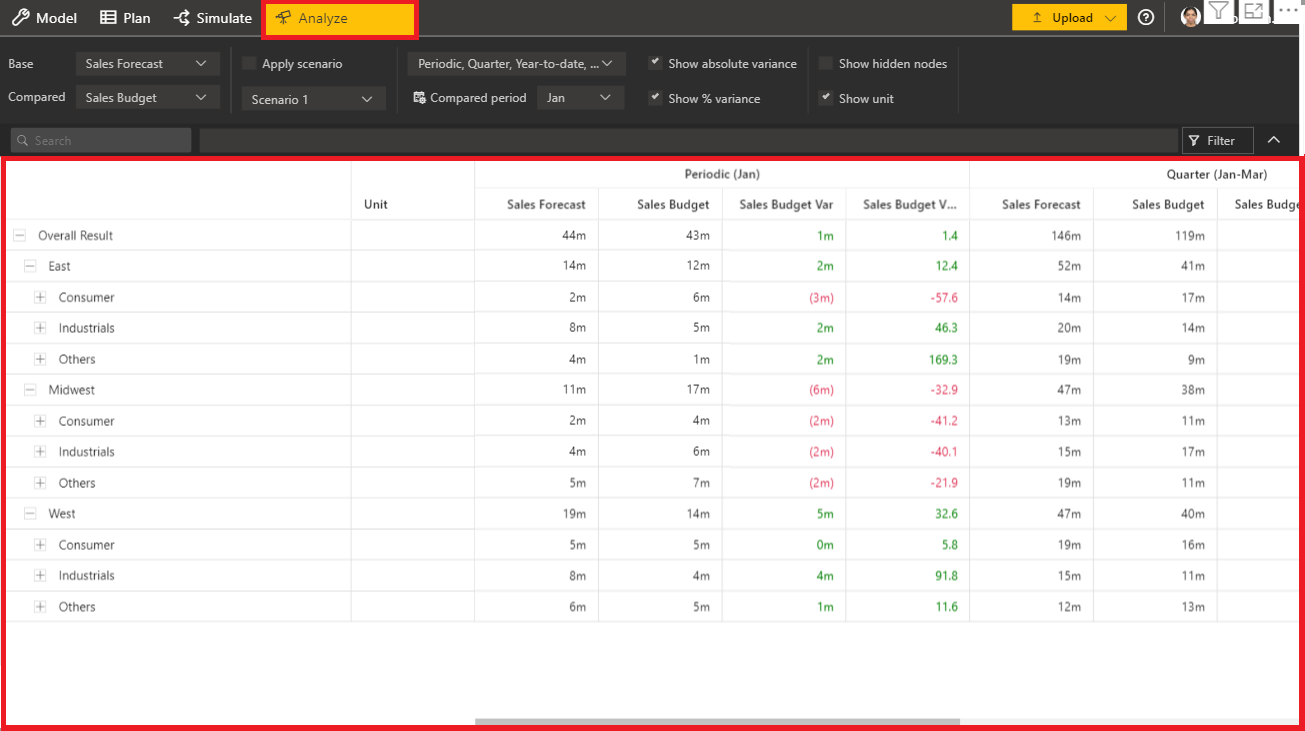 Model Plan Simulate Analyze Upload
Base Sales Forecast Apply scenario Periodic, Quarter, Year-to-date, ... Show absolute variance Show hidden nodes
Compared Sales Budget Scenario 1 Compared period Jan Show % variance Show unit
Search Filter
Periodic (Jan) Quarter (Jan-Mar)
Unit Sales Forecast Sales Budget Sales Budget Var Sales Budget V... Sales Forecast Sales Budget Sales Budge
Overall Result 44m 43m 1m 1.4 146m 119m
East 14m 12m 2m 12.4 52m 41m
Consumer 2m 6m (3m) -57.6 14m 17m
Industrials 8m 5m 2m 46.3 20m 14m
Others 4m 1m 2m 169.3 19m 9m
Midwest 11m 17m (6m) -32.9 47m 38m
Consumer 2m 4m (2m) -41.2 13m 11m
Industrials 4m 6m (2m) -40.1 15m 17m
Others 5m 7m (2m) -21.9 19m 11m
West 19m 14m 5m 32.6 47m 40m
Consumer 5m 5m 0m 5.8 19m 16m
Industrials 8m 4m 4m 91.8 15m 11m
Others 6m 5m 1m 11.6 12m 13m